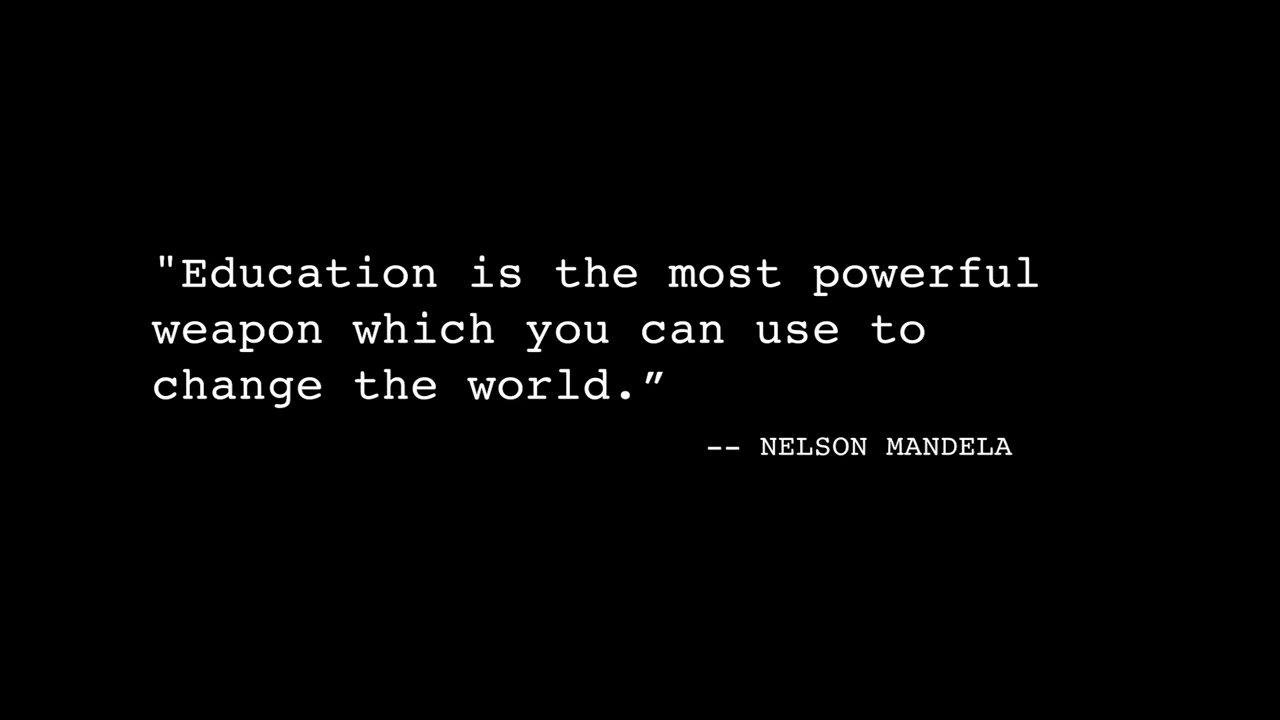 "Education is the most powerful
weapon which you can use to
change the world.”
-- NELSON MANDELA